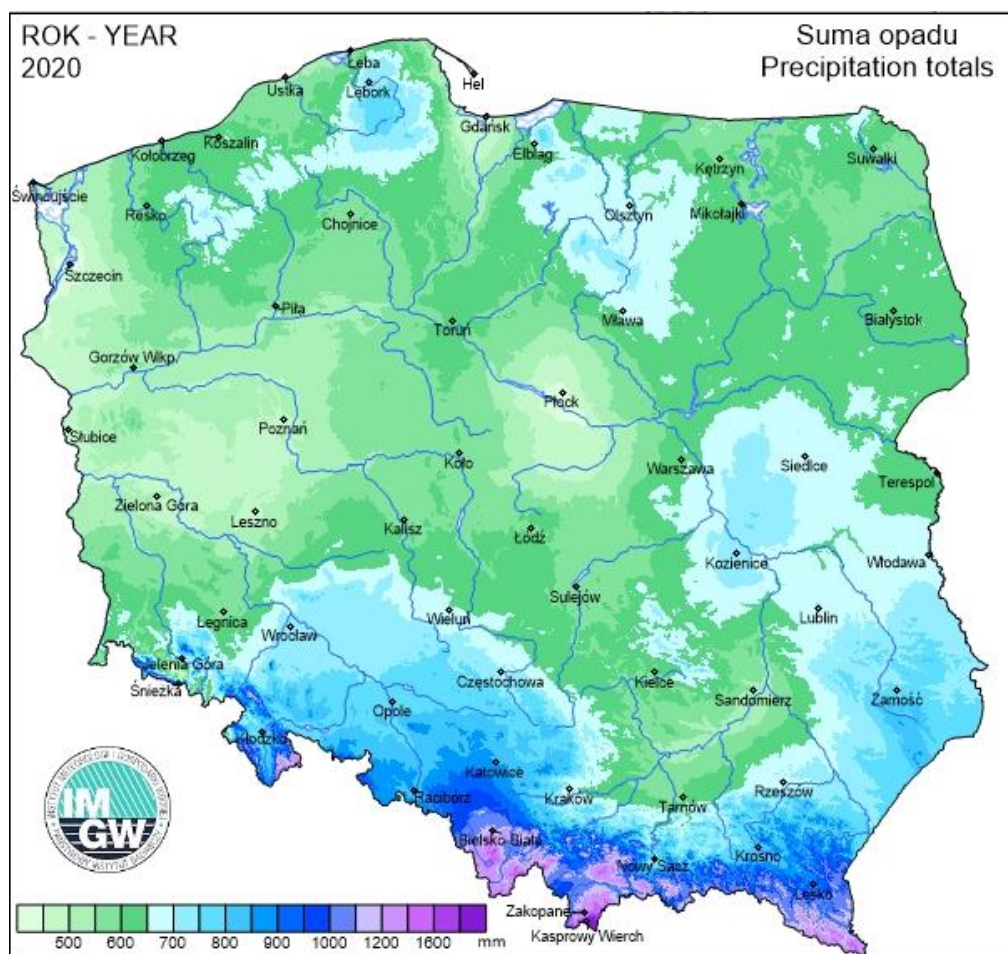 ROK - YEAR
2020
Suma opadu
Precipitation totals
Łeba
Ustka
Lębork
Hel
Gdańsk
Koszalin
Kołobrzeg
Elbląg
Kętrzyn
Suwałki
Świnoujście
Resko
Chojnice
Olsztyn
Mikołajki
Szczecin
Piła
Toruń
Mława
Białystok
Gorzów Wlkp.
Płock
Słubice
Poznań
Koło
Warszawa
Siedlce
Terespol
Zielona Góra
Leszno
Kalisz
Łódź
Kozienice
Włodawa
Sulejów
Legnica
Wieluń
Lublin
Wrocław
Jelenia Góra
Śnieżka
Częstochowa
Kielce
Sandomierz
Zamość
Opole
Kłodzko
Katowice
Racibórz
Kraków
Tarnów
Rzeszów
Bielsko Biała
Nowy Sącz
Krosno
Lesko
Zakopane
Kasprowy Wierch
IM
GW
500 600 700 800 900 1000 1200 1600 mm